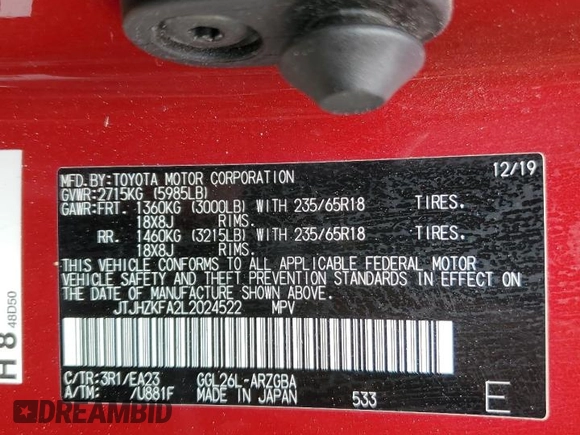 MFD.BY:TOYOTA MOTOR CORPORATION 12/19
GVWR:2715KG (5985LB)
GAWR:FRT. 1360KG (3000LB) WITH 235/65R18 TIRES.
18X8J RIMS.
RR. 1460KG (3215LB) WITH 235/65R18 TIRES.
18X8J RIMS.
THIS VEHICLE CONFORMS TO ALL APPLICABLE FEDERAL MOTOR
VEHICLE SAFETY AND THEFT PREVENTION STANDARDS IN EFFECT ON
THE DATE OF MANUFACTURE SHOWN ABOVE.
JTJHZKFA2L2024522 MPV
C/TR:3R1/EA23 GGL26L-ARZGBA
A/TM: /U881F MADE IN JAPAN 533 E
H 8 48D50
DREAMBID